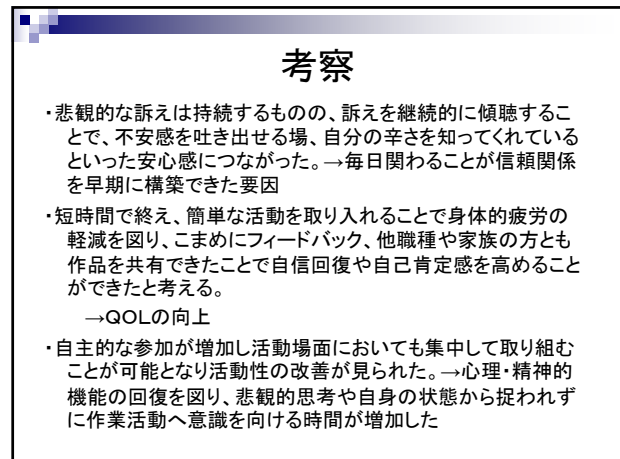 考察
・悲観的な訴えは持続するものの、訴えを継続的に傾聴するこ
とで、不安感を吐き出せる場、自分の辛さを知ってくれている
といった安心感につながった。→毎日関わることが信頼関係
を早期に構築できた要因
・短時間で終え、簡単な活動を取り入れることで身体的疲労の
軽減を図り、こまめにフィードバック、他職種や家族の方とも
作品を共有できたことで自信回復や自己肯定感を高めること
ができたと考える。
→QOLの向上
・自主的な参加が増加し活動場面においても集中して取り組む
ことが可能となり活動性の改善が見られた。→心理・精神的
機能の回復を図り、悲観的思考や自身の状態から捉われず
に作業活動へ意識を向ける時間が増加した